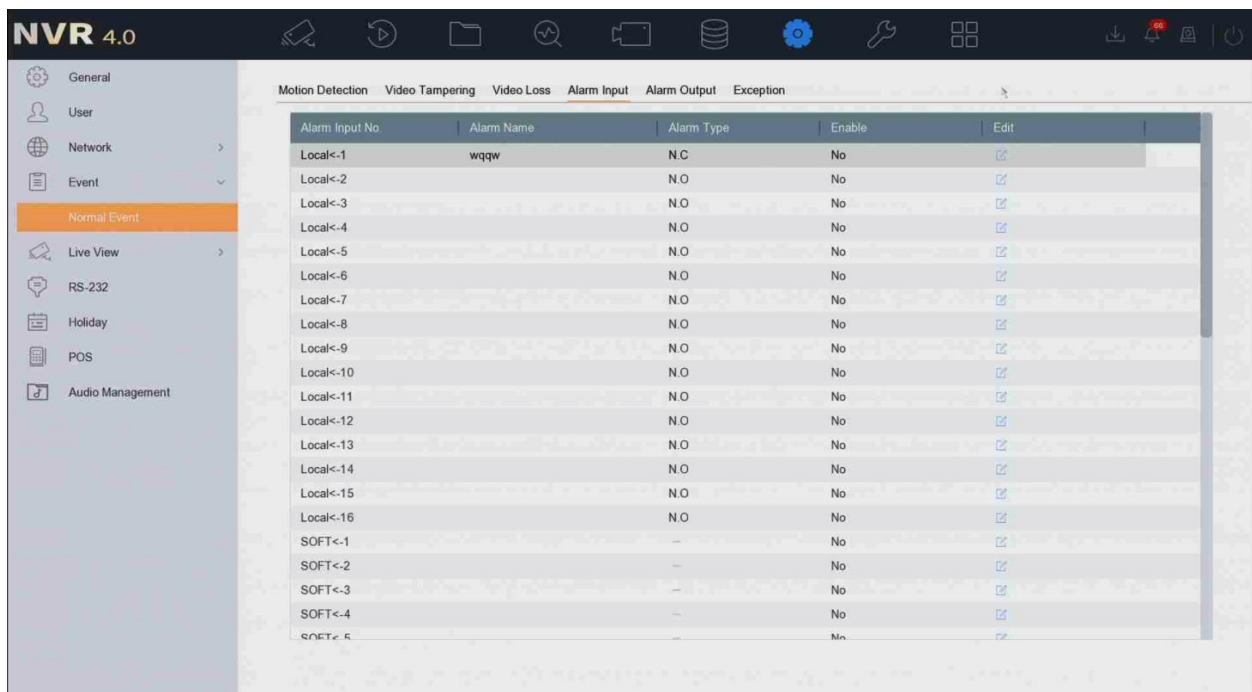 NVR 4.0
66
General
User
Network >
Event
Normal Event
Live View >
RS-232
Holiday
POS
Audio Management
Motion Detection Video Tampering Video Loss Alarm Input Alarm Output Exception
Alarm Input No. Alarm Name Alarm Type Enable Edit
Local<-1 wqqw N.C No
Local<-2 N.O No
Local<-3 N.O No
Local<-4 N.O No
Local<-5 N.O No
Local<-6 N.O No
Local<-7 N.O No
Local<-8 N.O No
Local<-9 N.O No
Local<-10 N.O No
Local<-11 N.O No
Local<-12 N.O No
Local<-13 N.O No
Local<-14 N.O No
Local<-15 N.O No
Local<-16 N.O No
SOFT<-1 — No
SOFT<-2 — No
SOFT<-3 — No
SOFT<-4 — No
SOFT<-5 — No